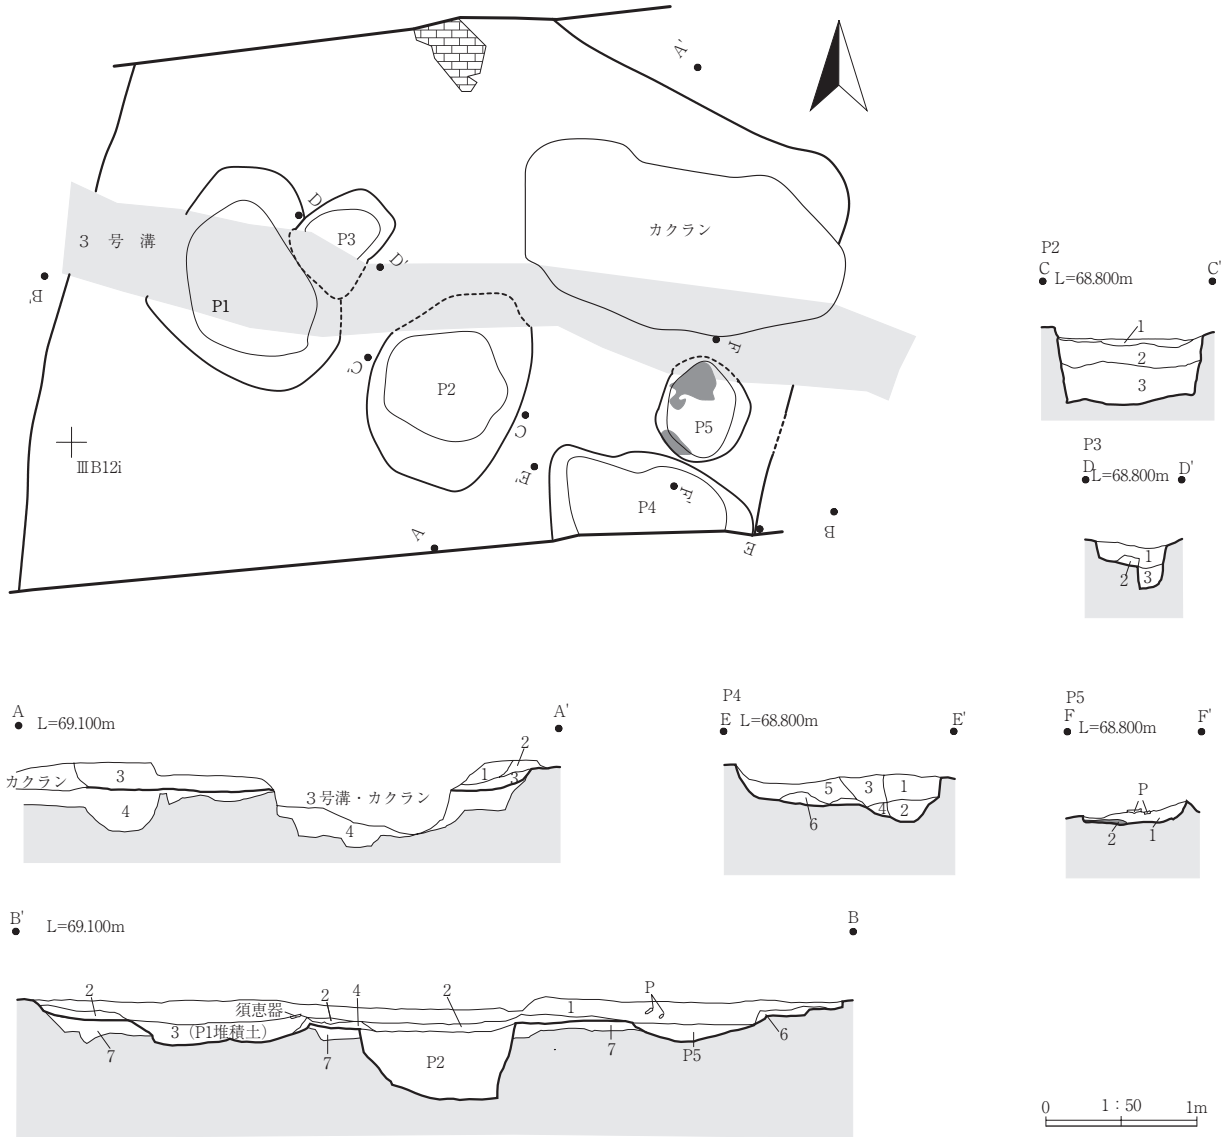 A'
D
P3
カクラン
３ 号 溝
D'
B'
P1
F
C'
P2
P5
C
ⅢB12i
E'
F'
P4
A
B
E
P2
C
C'
L=68.800m
1
2
3
P3
D
L=68.800m
D'
1
2
3
A
L=69.100m
A'
カクラン
3
4
３号溝・カクラン
4
1
2
3
P4
E
L=68.800m
E'
5
3
1
4
2
6
P5
F
L=68.800m
F'
P
2
1
B'
L=69.100m
B
2
須恵器
2
4
2
P
1
3（P1堆積土）
7
7
P2
7
P5
6
0
1：50
1m